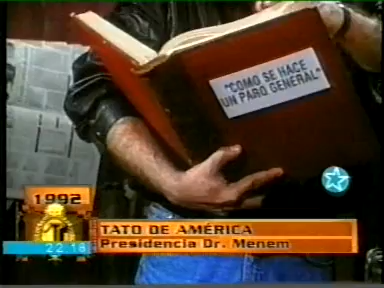 "COMO SE HACE
UN PARO GENERAL"
1992
TATO DE AMÉRICA
Presidencia Dr. Menem
22:18